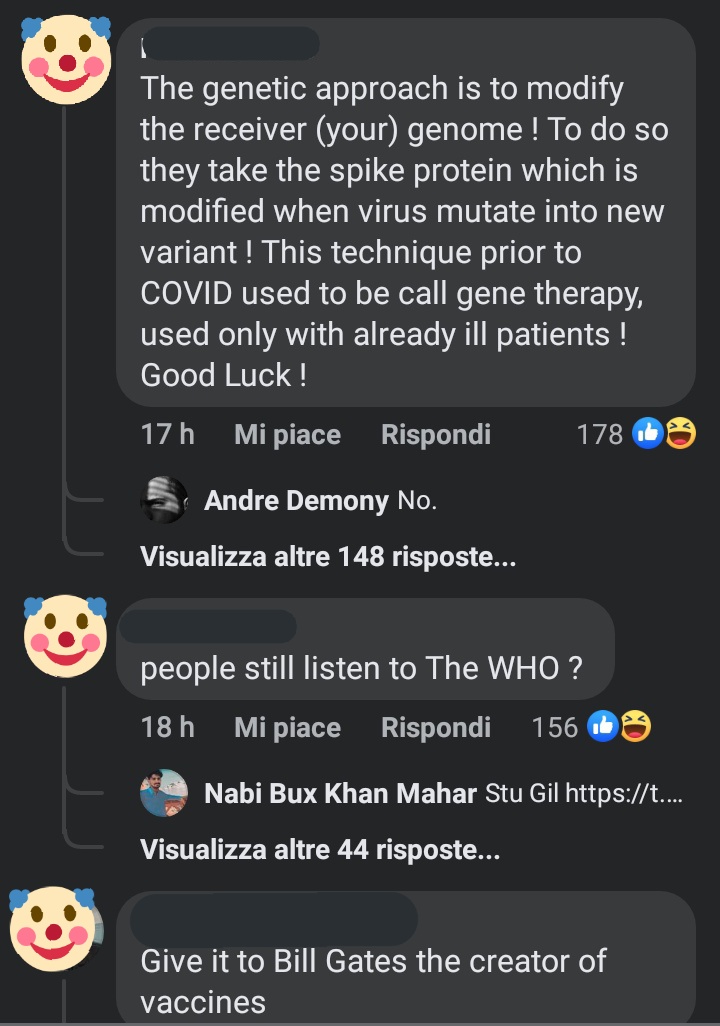 The genetic approach is to modify
the receiver (your) genome ! To do so
they take the spike protein which is
modified when virus mutate into new
variant ! This technique prior to
COVID used to be call gene therapy,
used only with already ill patients !
Good Luck !
17 h Mi piace Rispondi 178
Andre Demony No.
Visualizza altre 148 risposte...
people still listen to The WHO ?
18 h Mi piace Rispondi 156
Nabi Bux Khan Mahar Stu Gil https://t....
Visualizza altre 44 risposte...
Give it to Bill Gates the creator of
vaccines